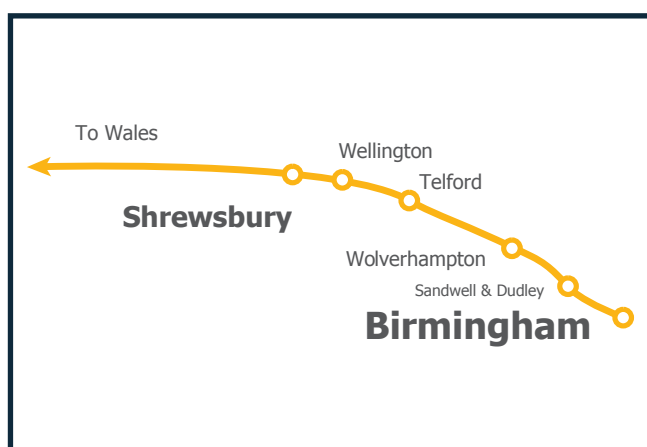 To Wales
Wellington
Telford
Shrewsbury
Wolverhampton
Sandwell & Dudley
Birmingham